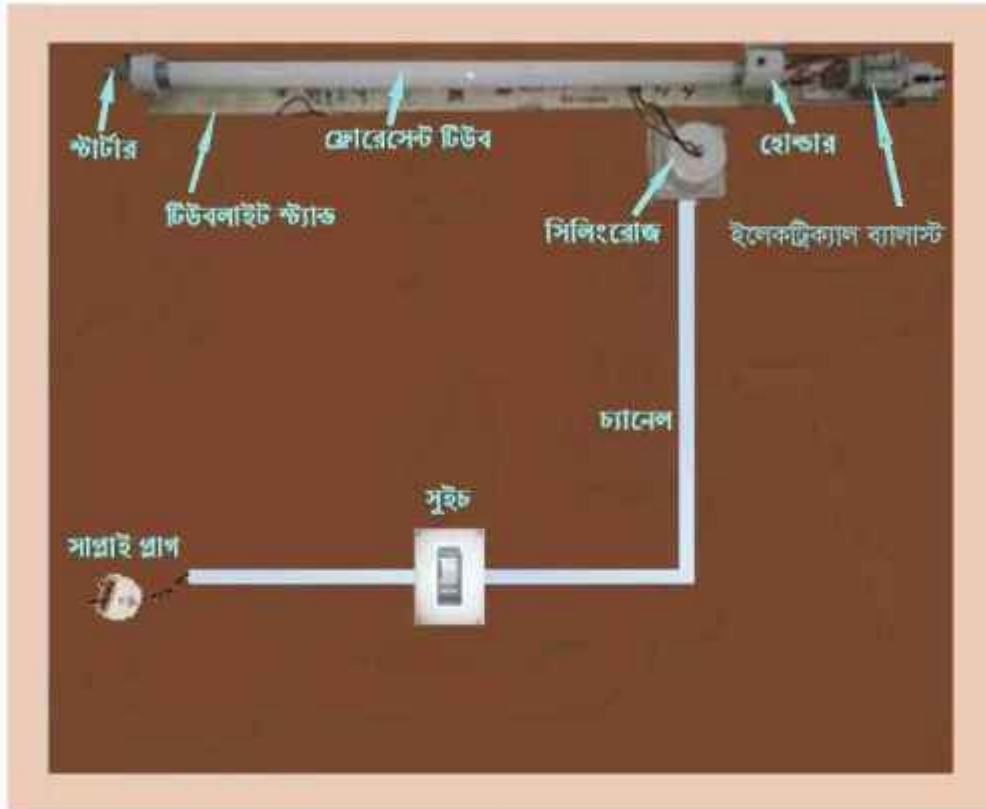 স্টার্টার
ফ্লোরেসেন্ট টিউব
হোল্ডার
টিউবলাইট স্ট্যান্ড
সিলিংরোজ
ইলেকট্রিক্যাল ব্যালাস্ট
চ্যানেল
সুইচ
সাপ্লাই প্লাগ